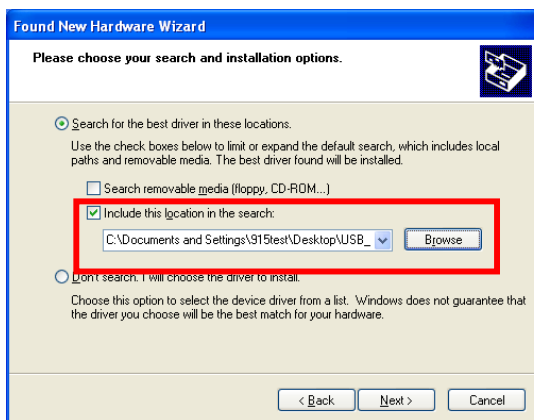 Found New Hardware Wizard
Please choose your search and installation options.
Search for the best driver in these locations.
Use the check boxes below to limit or expand the default search, which includes local
paths and removable media. The best driver found will be installed.
Search removable media (floppy, CD-ROM...)
Include this location in the search:
C:\Documents and Settings\915test\Desktop\USB_
Browse
Don't search. I will choose the driver to install.
Choose this option to select the device driver from a list. Windows does not guarantee that
the driver you choose will be the best match for your hardware.
< Back
Next >
Cancel